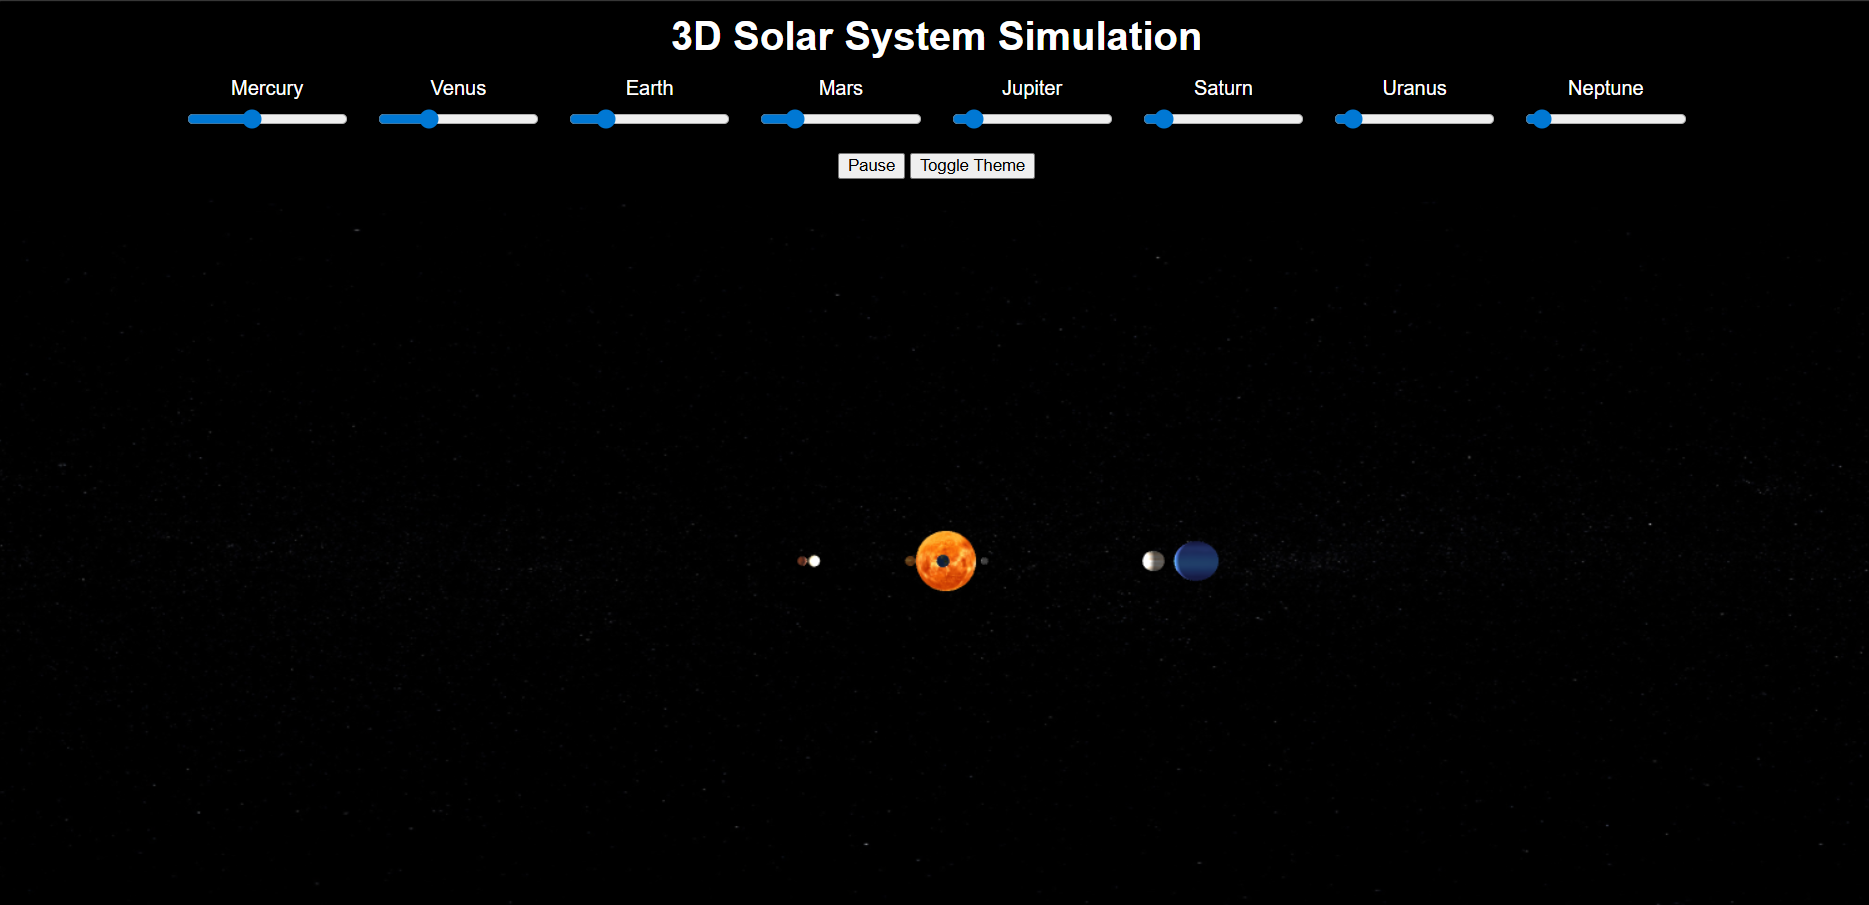 3D Solar System Simulation
Mercury Venus Earth Mars Jupiter Saturn Uranus Neptune
Pause Toggle Theme